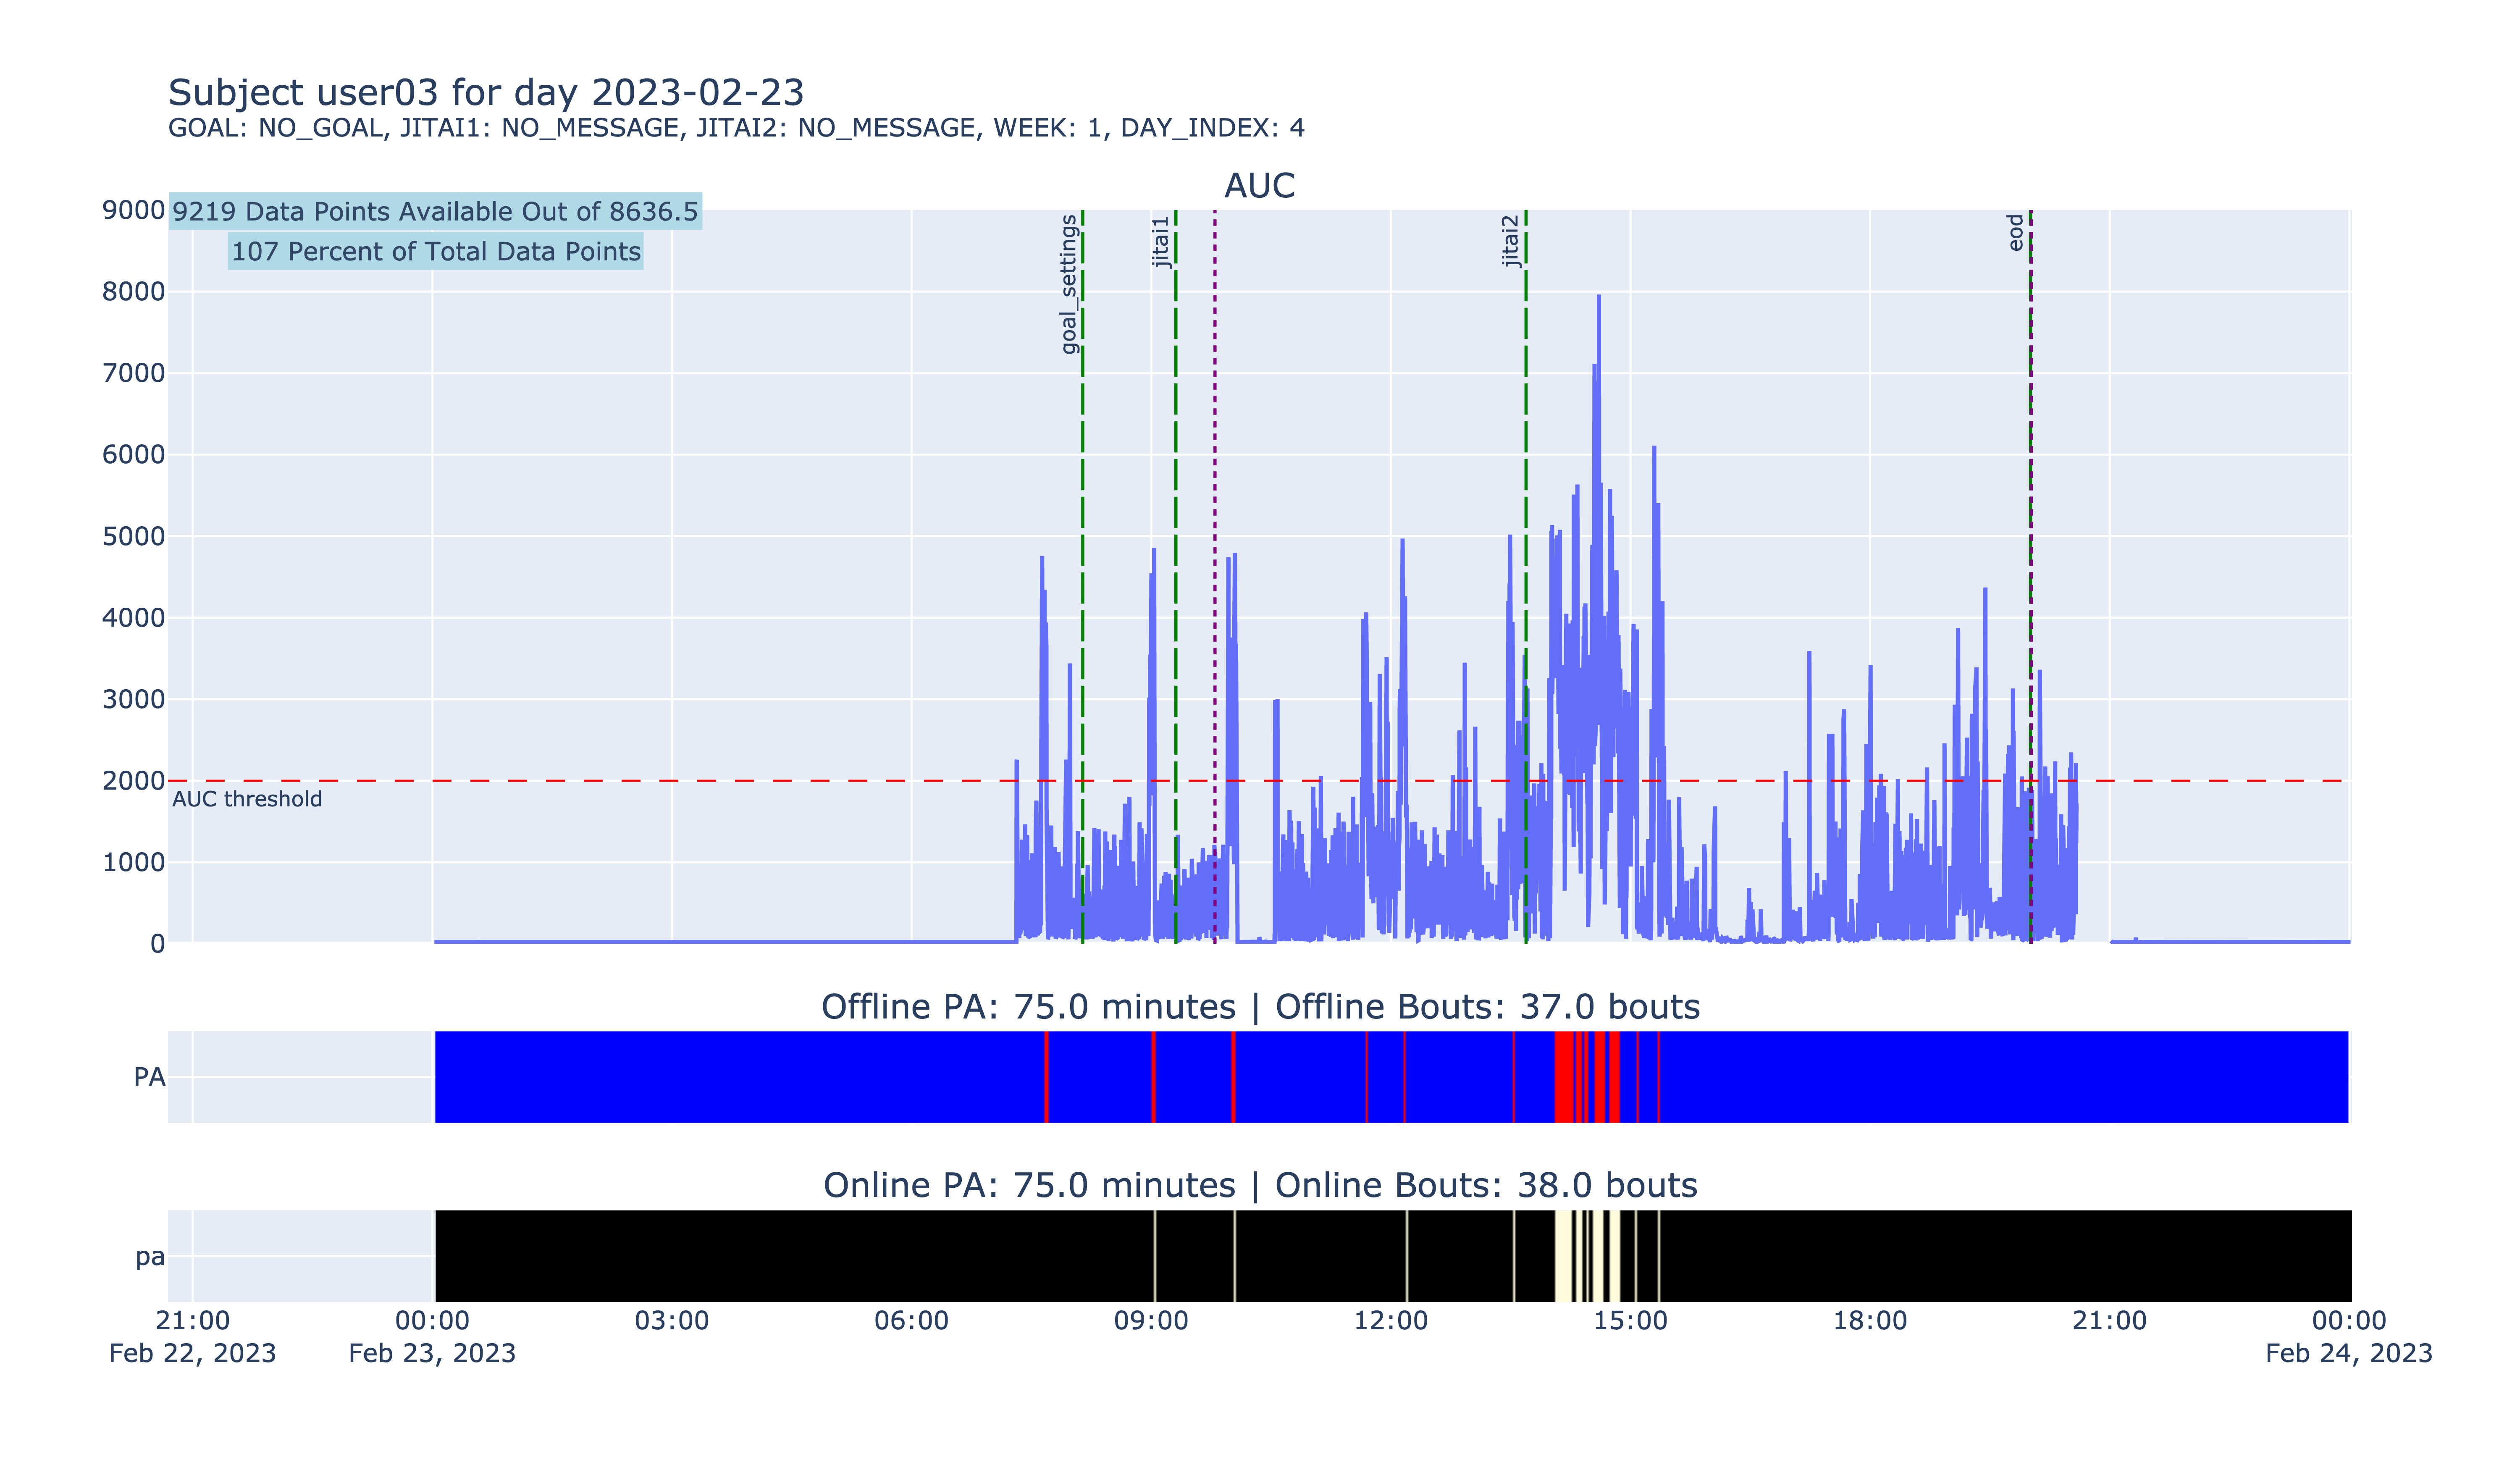 Subject user03 for day 2023-02-23
GOAL: NO_GOAL, JITAI1: NO_MESSAGE, JITAI2: NO_MESSAGE, WEEK: 1, DAY_INDEX: 4
AUC
9219 Data Points Available Out of 8636.5
107 Percent of Total Data Points
goal_settings
jitai1
jitai2
eod
9000
8000
7000
6000
5000
4000
3000
2000
1000
0
AUC threshold
Offline PA: 75.0 minutes | Offline Bouts: 37.0 bouts
PA
Online PA: 75.0 minutes | Online Bouts: 38.0 bouts
pa
21:00 00:00 03:00 06:00 09:00 12:00 15:00 18:00 21:00 00:00
Feb 22, 2023 Feb 23, 2023 Feb 24, 2023